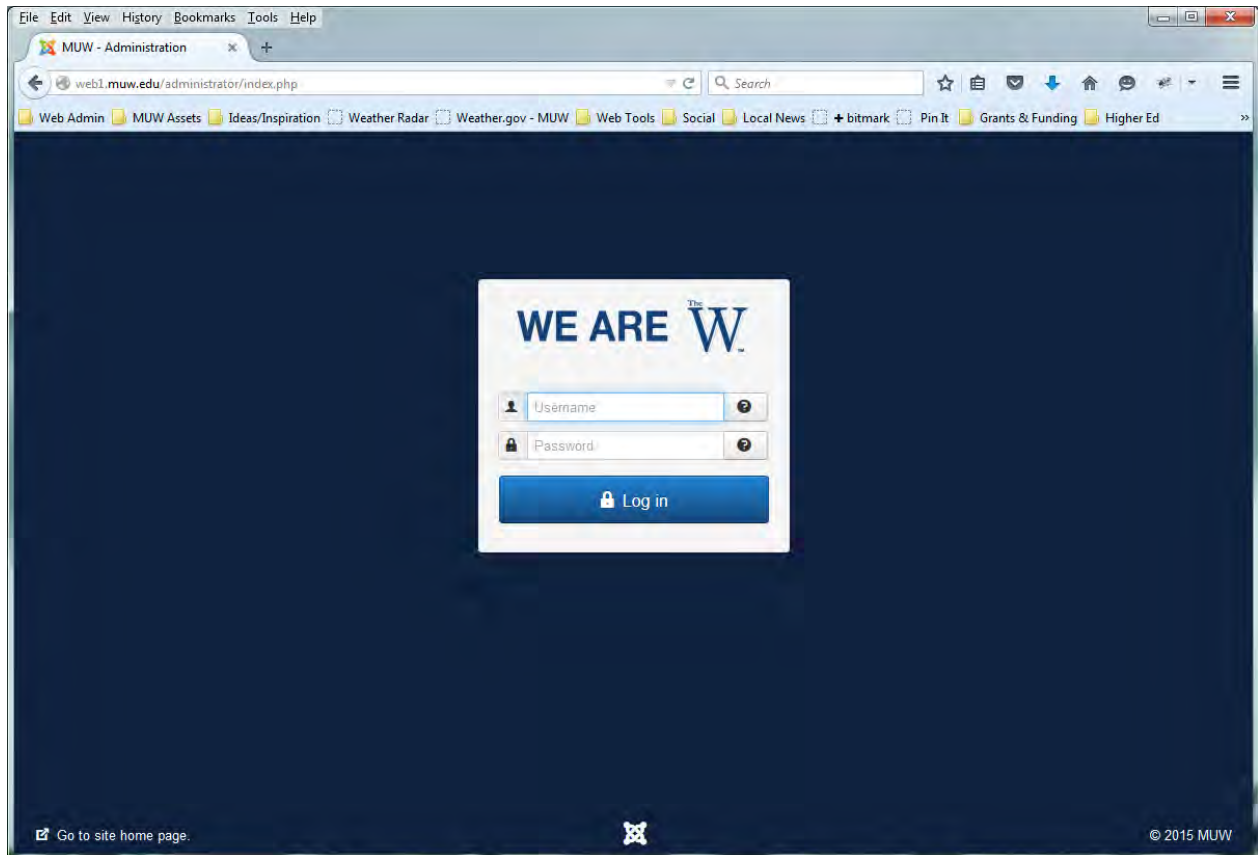 File Edit View History Bookmarks Tools Help
MUW - Administration
web1.muw.edu/administrator/index.php
Search
Web Admin MUW Assets Ideas/Inspiration Weather Radar Weather.gov - MUW Web Tools Social Local News + bitmark Pin It Grants & Funding Higher Ed »
WE ARE The W™
Username
Password
Log in
Go to site home page.
© 2015 MUW